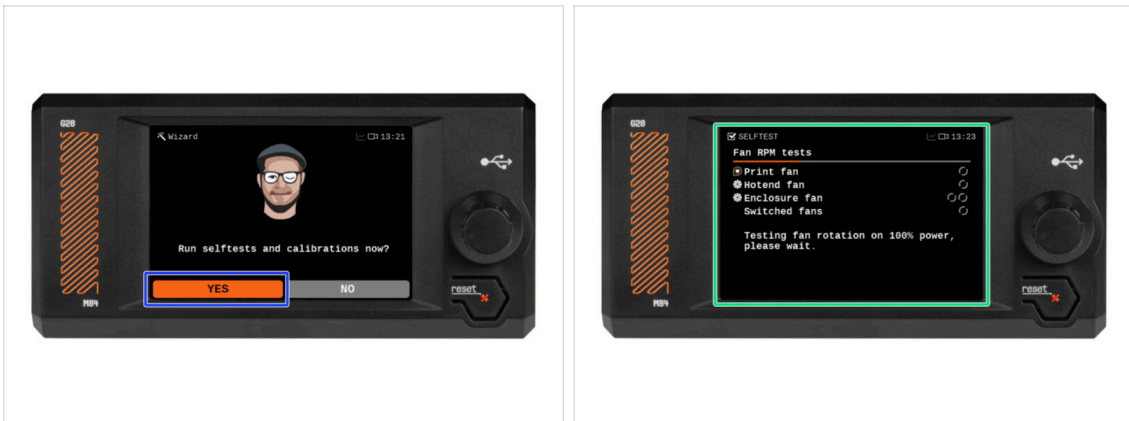 G28
Wizard
13:21
Run selftests and calibrations now?
YES
NO
reset
M84
G28
SELFTEST
13:23
Fan RPM tests
Print fan
Hotend fan
Enclosure fan
Switched fans
Testing fan rotation on 100% power,
please wait.
reset
M84